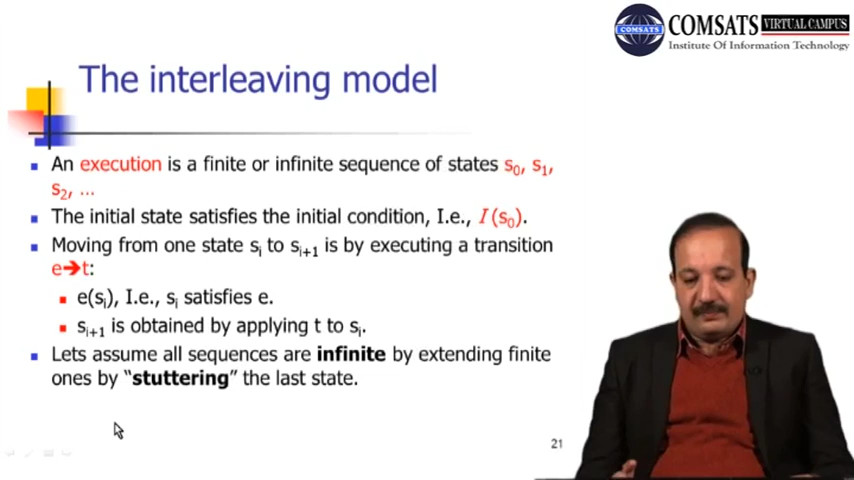 COMSATS VIRTUAL CAMPUS
COMSATS
Institute Of Information Technology
The interleaving model
An execution is a finite or infinite sequence of states s0, s1,
s2, ...
The initial state satisfies the initial condition, I.e., I (s0).
Moving from one state si to si+1 is by executing a transition
e→t:
e(si), I.e., si satisfies e.
si+1 is obtained by applying t to si.
Lets assume all sequences are infinite by extending finite
ones by “stuttering” the last state.
21